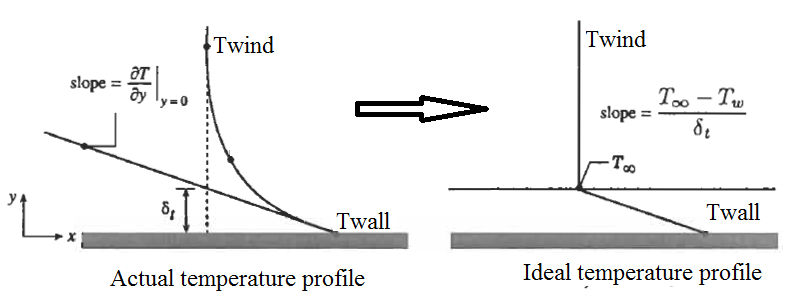 Twind
slope = ∂T/∂y |y=0
δt
Twall
y
x
Actual temperature profile
Twind
slope = T∞ − Tw / δt
T∞
Twall
Ideal temperature profile